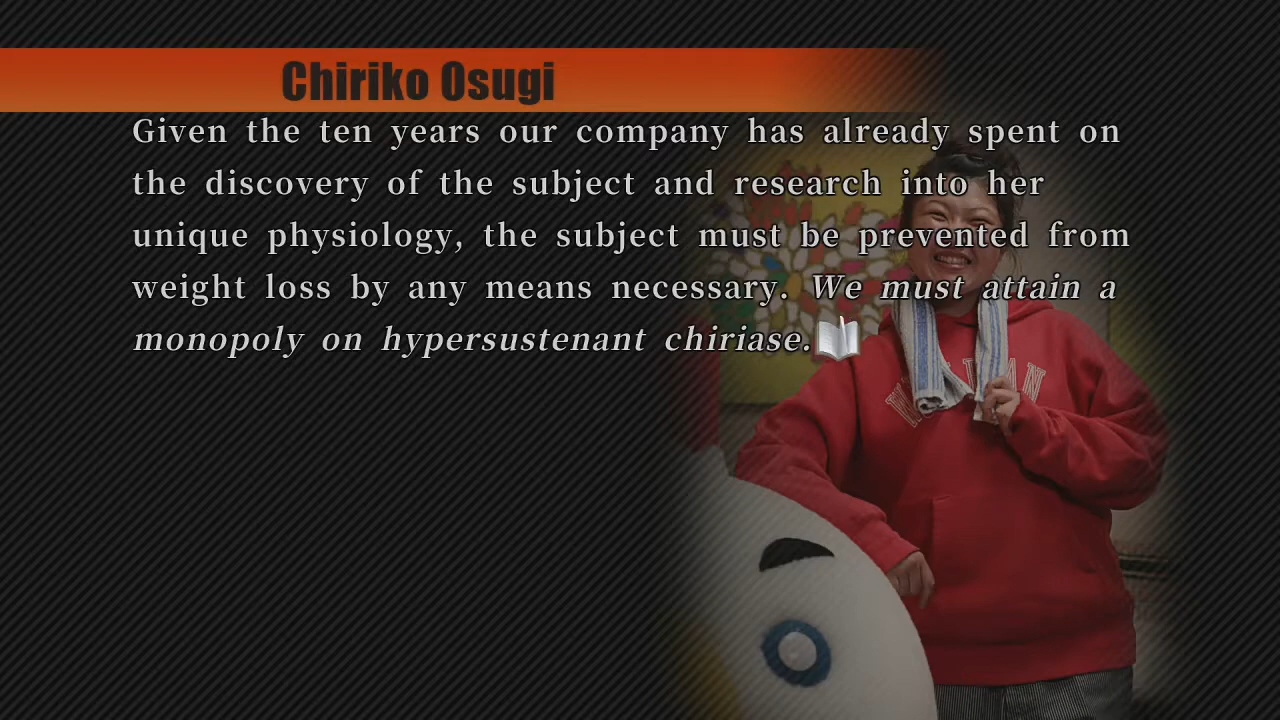 Chiriko Osugi
Given the ten years our company has already spent on
the discovery of the subject and research into her
unique physiology, the subject must be prevented from
weight loss by any means necessary. We must attain a
monopoly on hypersustenant chiriase.